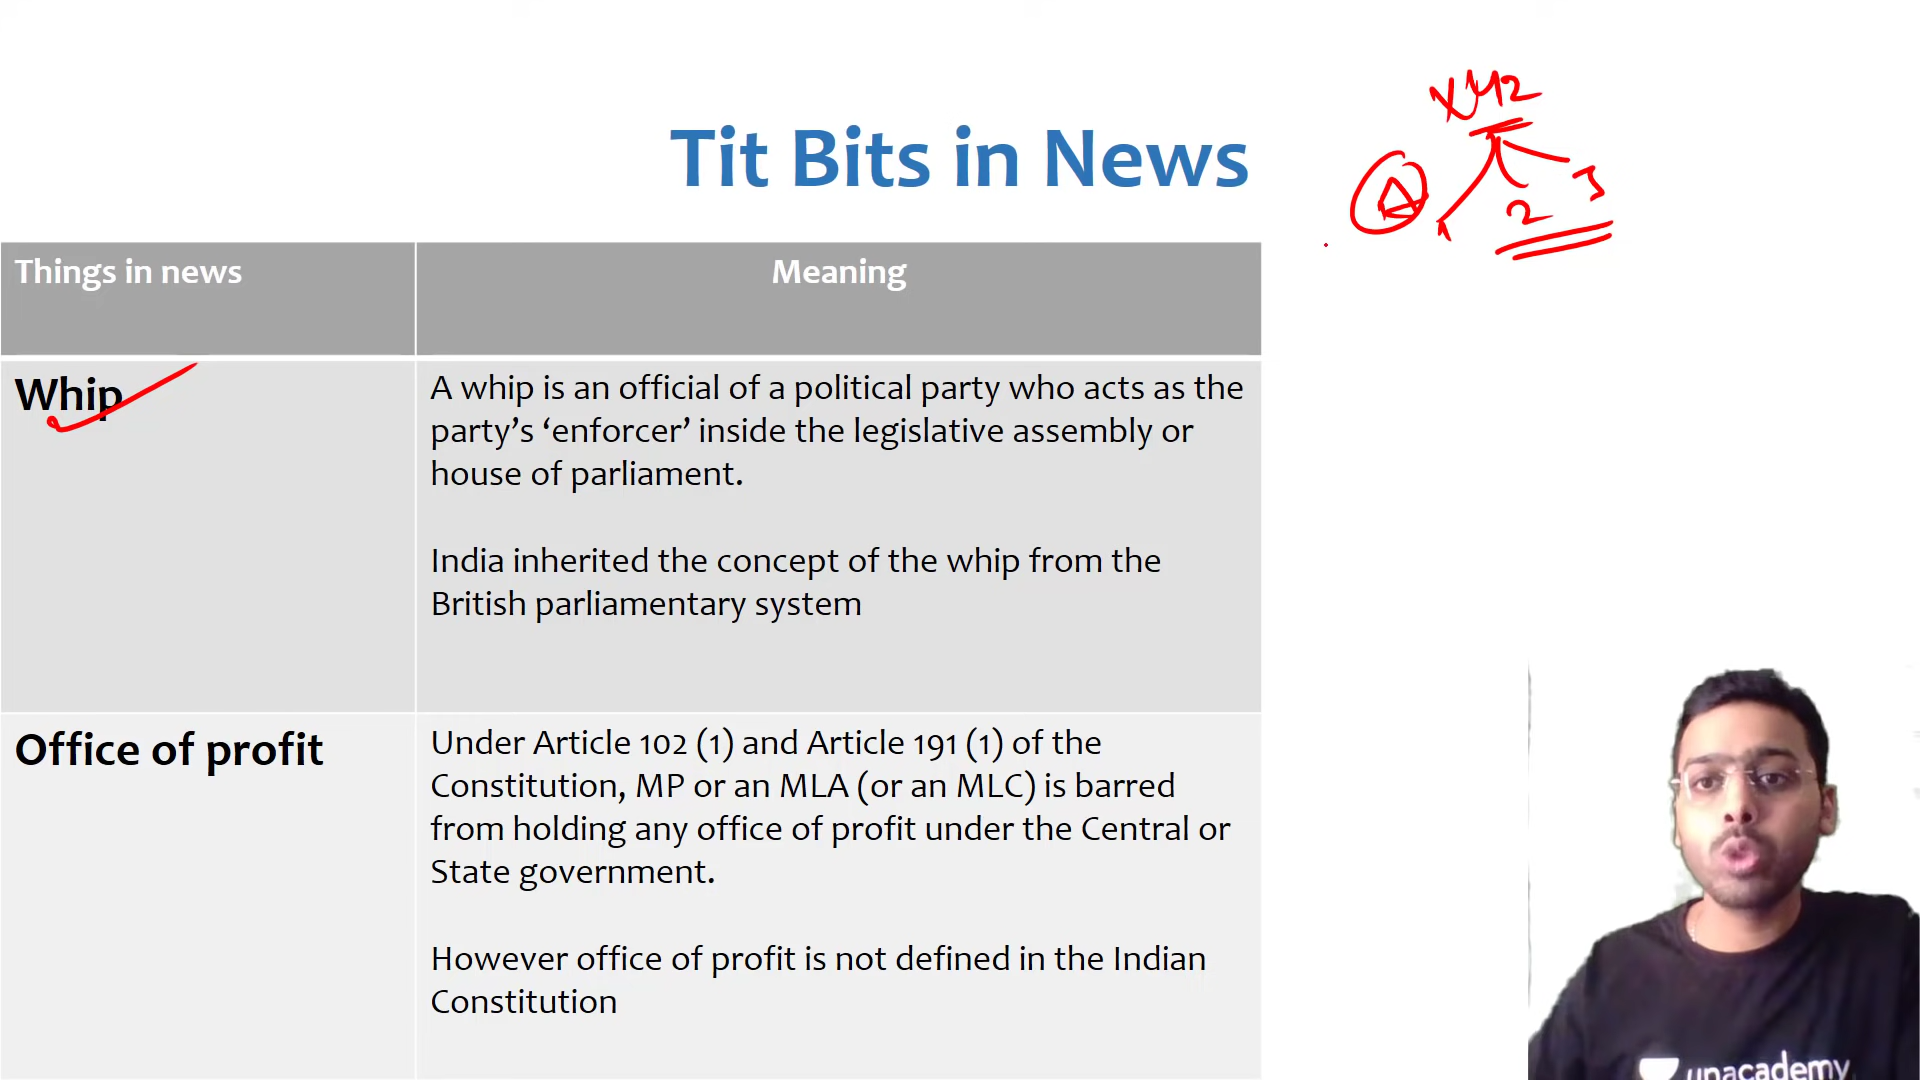 XYZ
A
2
3
Tit Bits in News
Things in news
Meaning
Whip
A whip is an official of a political party who acts as the
party’s ‘enforcer’ inside the legislative assembly or
house of parliament.
India inherited the concept of the whip from the
British parliamentary system
Office of profit
Under Article 102 (1) and Article 191 (1) of the
Constitution, MP or an MLA (or an MLC) is barred
from holding any office of profit under the Central or
State government.
However office of profit is not defined in the Indian
Constitution
unacademy